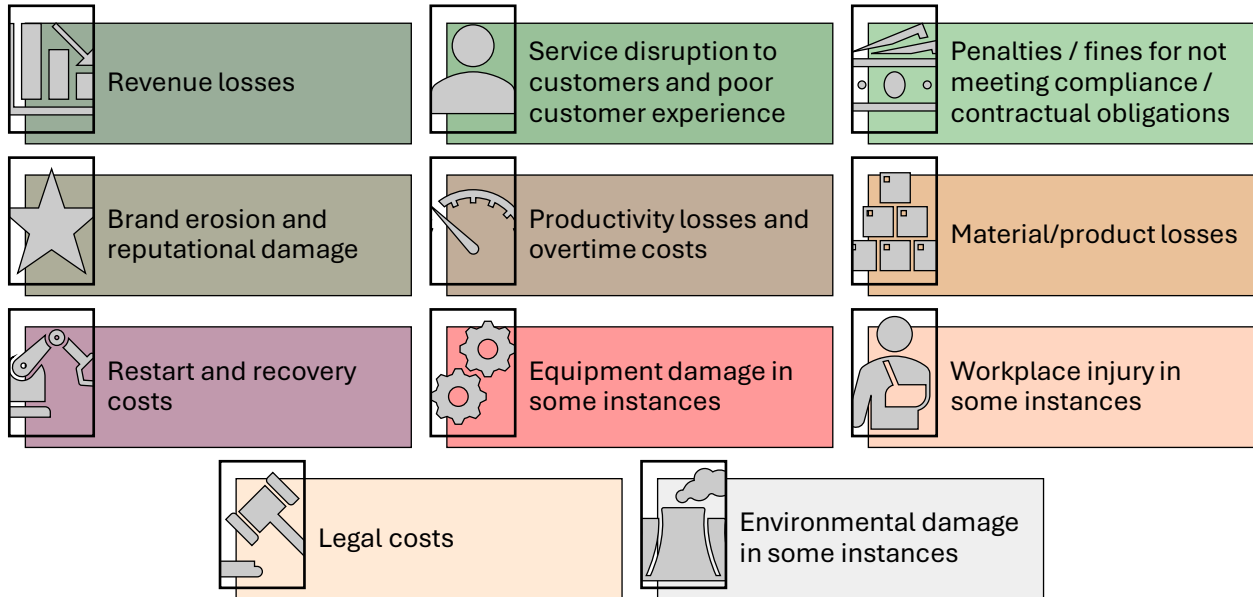 Revenue losses
Service disruption to
customers and poor
customer experience
Penalties / fines for not
meeting compliance /
contractual obligations
Brand erosion and
reputational damage
Productivity losses and
overtime costs
Material/product losses
Restart and recovery
costs
Equipment damage in
some instances
Workplace injury in
some instances
Legal costs
Environmental damage
in some instances